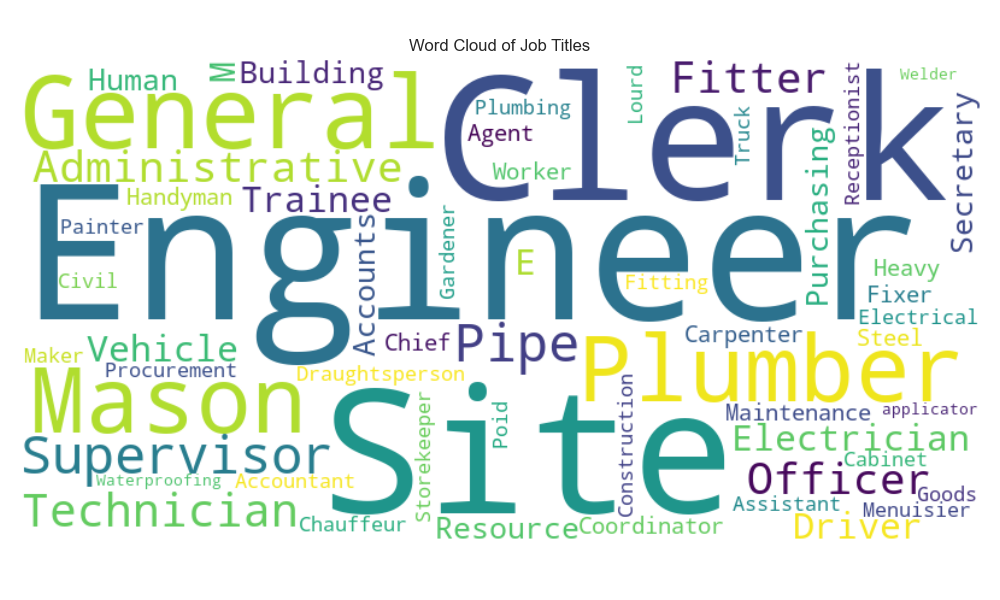 Word Cloud of Job Titles
Human
M
Building
General
Clerk
Plumbing
Agent
Worker
Lourd
Fitter
Truck
Purchasing
Receptionist
Welder
Secretary
Administrative
Handyman
Trainee
Engineer
Painter
Civil
Accounts
Gardener
E
Fitting
Heavy
Fixer
Electrical
Steel
Maker
Vehicle
Procurement
Chief
Pipe
Carpenter
Plumber
Draughtsperson
Mason
Site
Supervisor
Storekeeper
Poid
Construction
Maintenance
applicator
Electrician
Cabinet
Waterproofing
Accountant
Officer
Goods
Technician
Chauffeur
Resource
Coordinator
Assistant
Menuisier
Driver